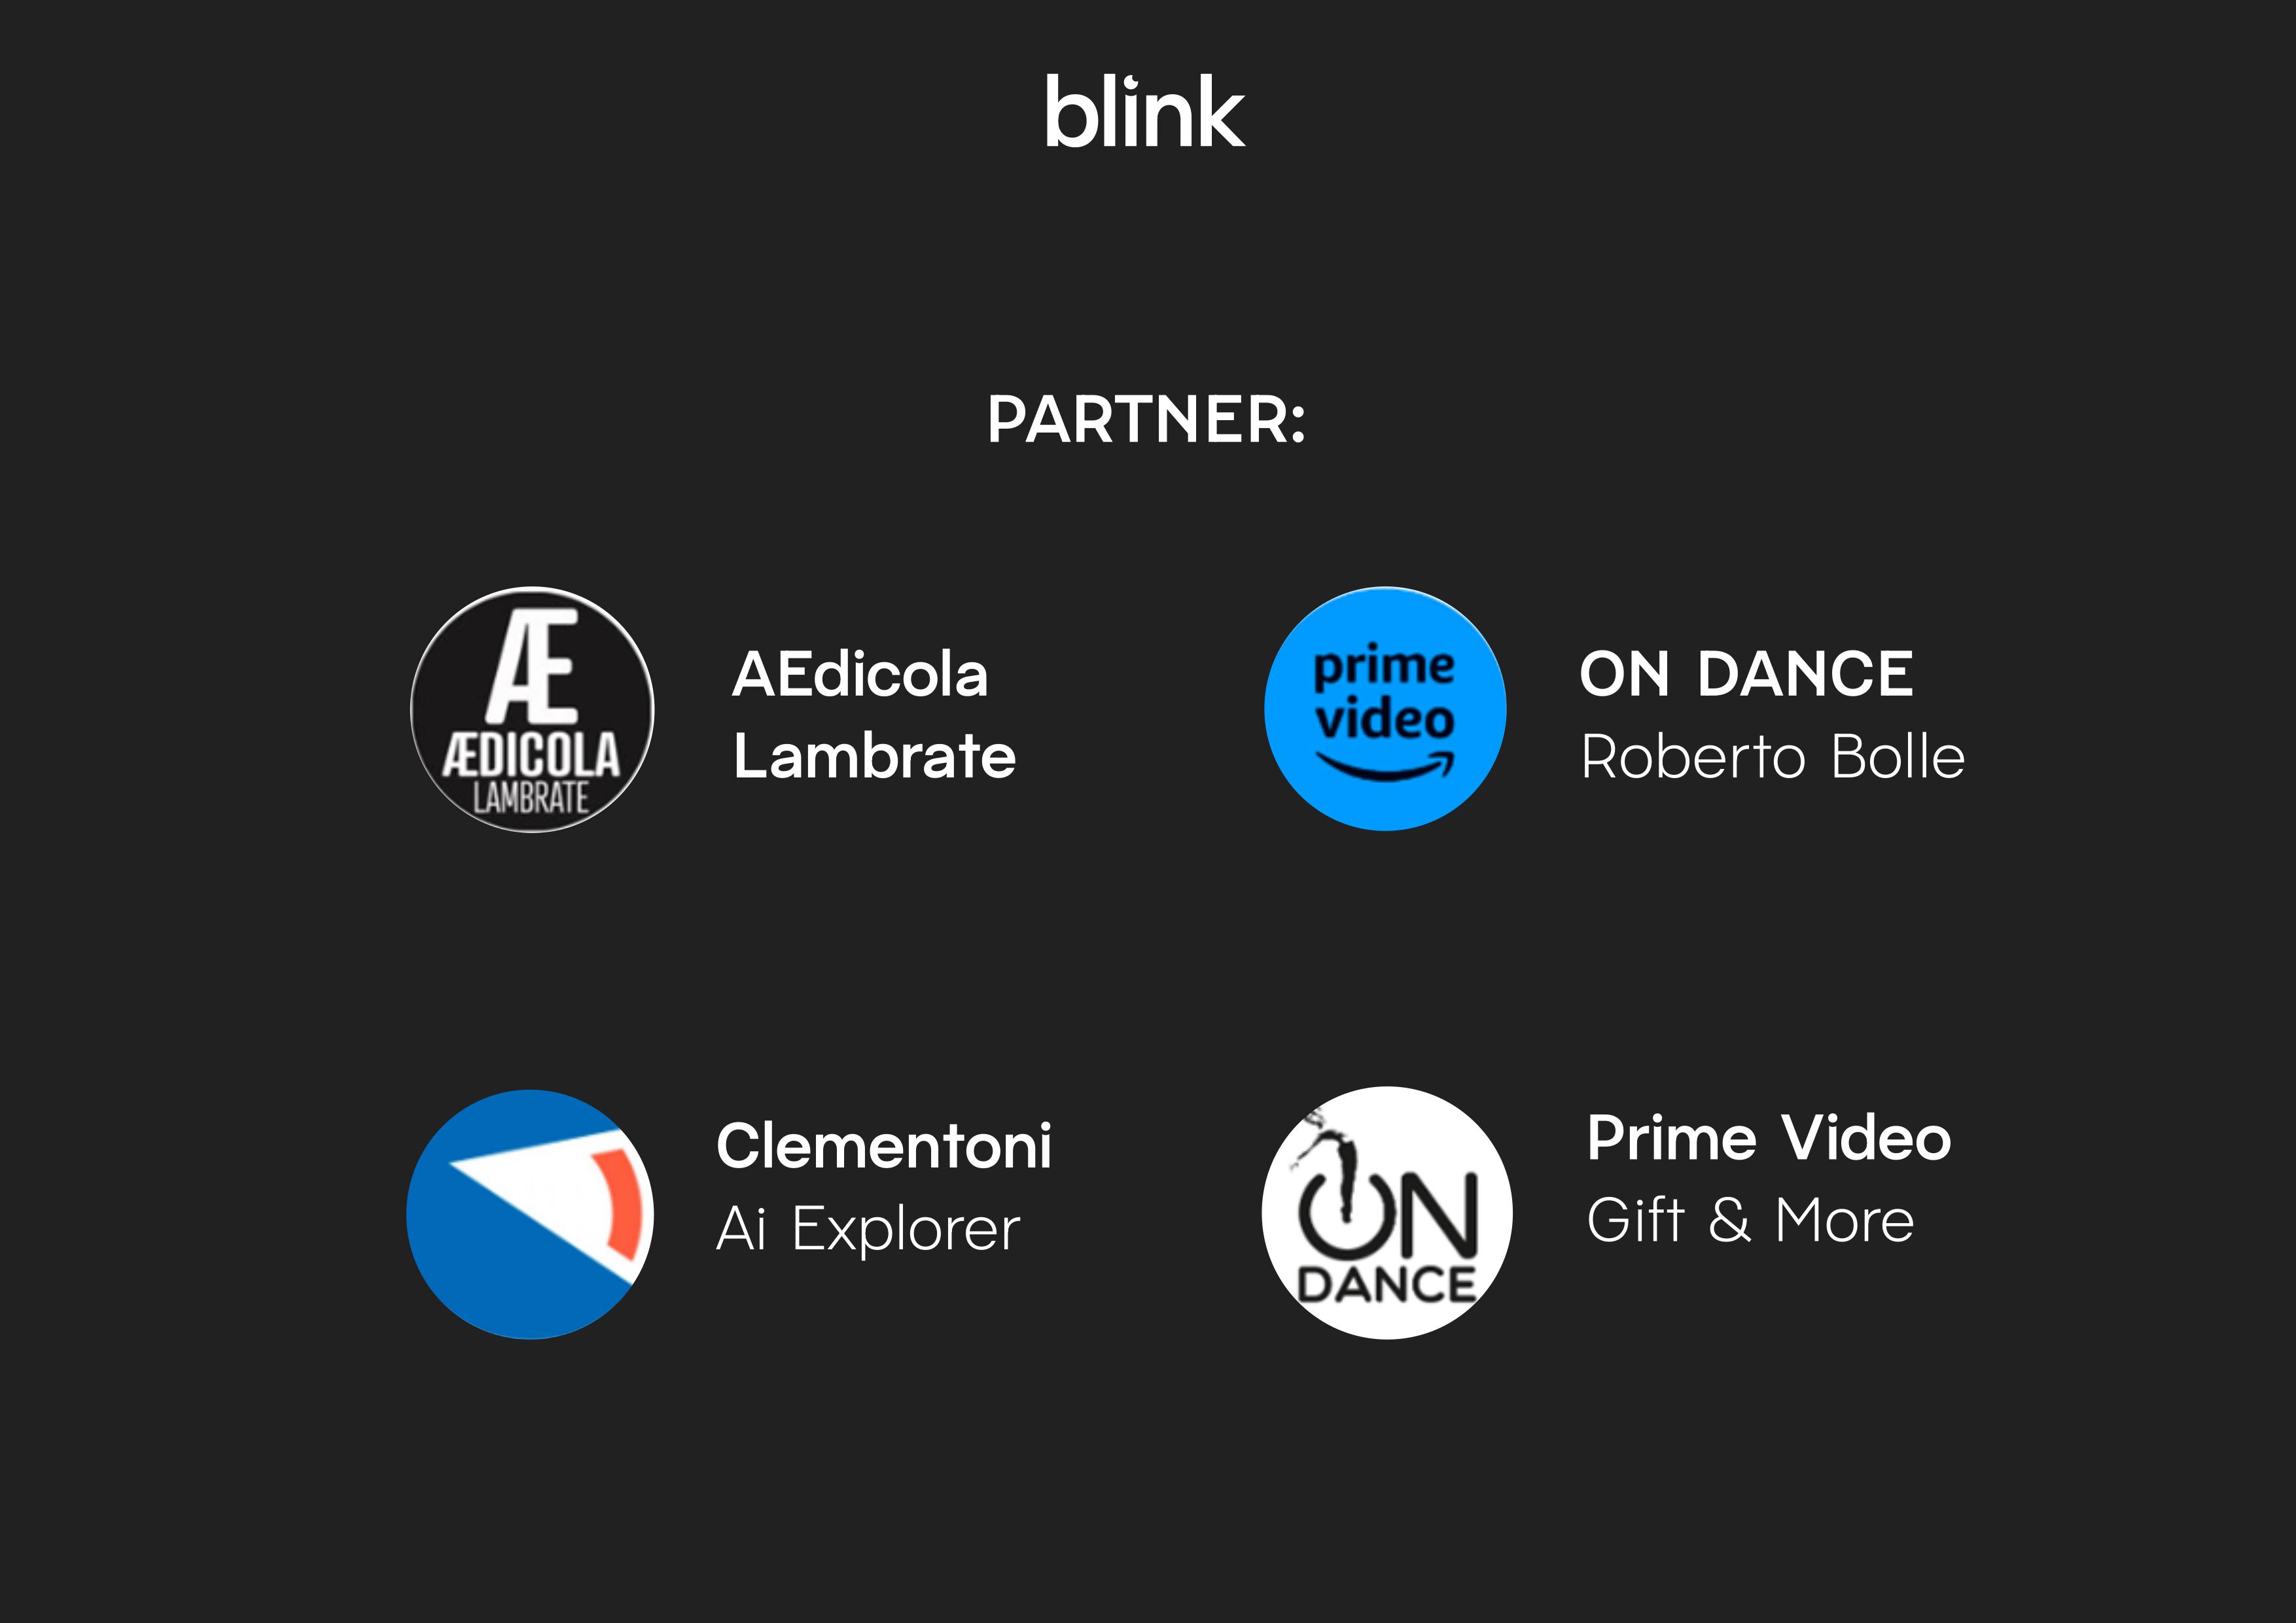 blink
PARTNER:
Æ
ÆDICOLA
LAMBRATE
AEdicola
Lambrate
prime
video
ON DANCE
Roberto Bolle
Clementoni
Ai Explorer
ON
DANCE
Prime Video
Gift & More